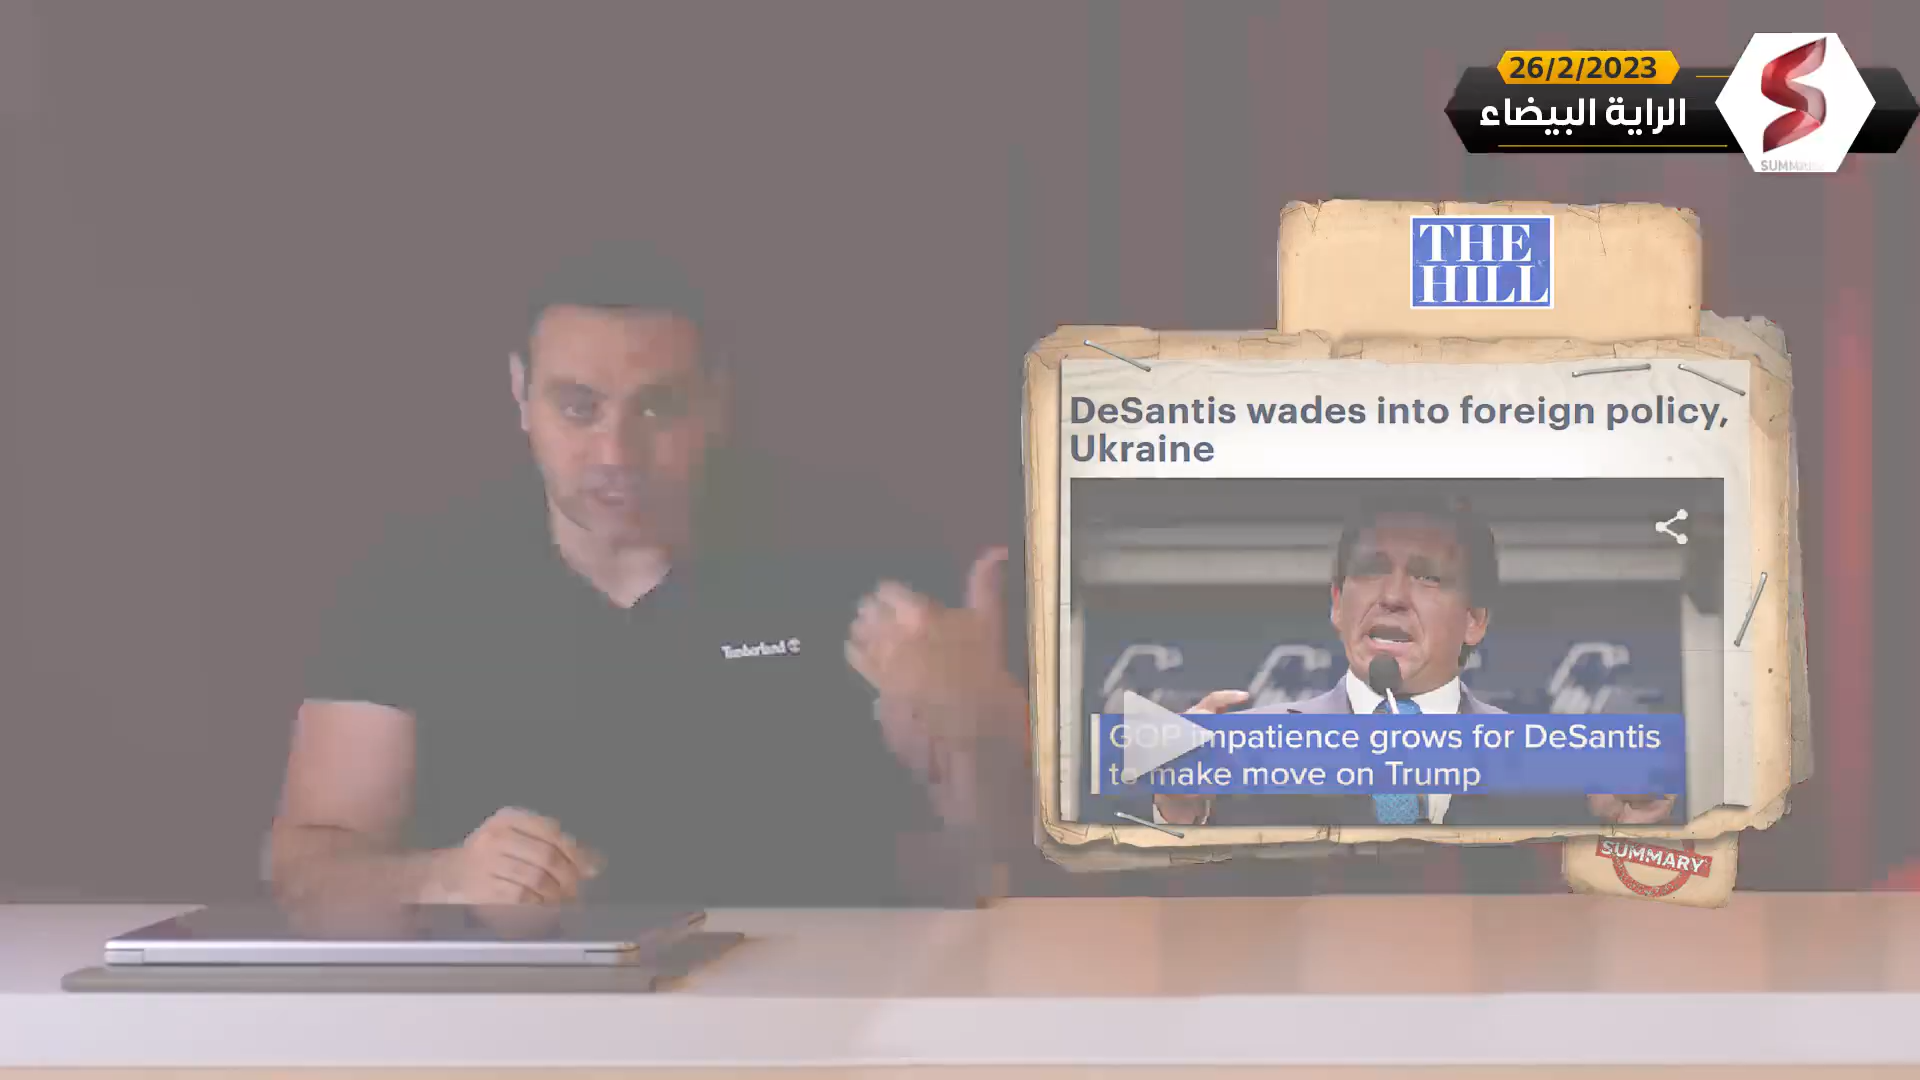 26/2/2023
الراية البيضاء
SUMMARY
THE
HILL
DeSantis wades into foreign policy,
Ukraine
GOP impatience grows for DeSantis
to make move on Trump
Timberland
SUMMARY